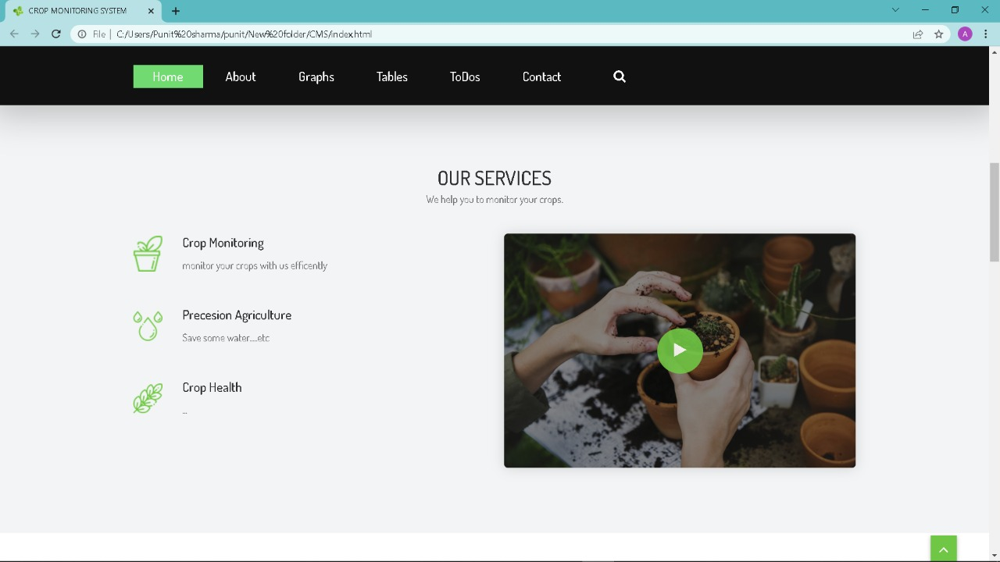 CROP MONITORING SYSTEM
File | C:/Users/Punit%20sharma/punit/New%20folder/CMS/index.html
A
Home About Graphs Tables ToDos Contact
OUR SERVICES
We help you to monitor your crops.
Crop Monitoring
monitor your crops with us efficently
Precesion Agriculture
Save some water.....etc
Crop Health
...